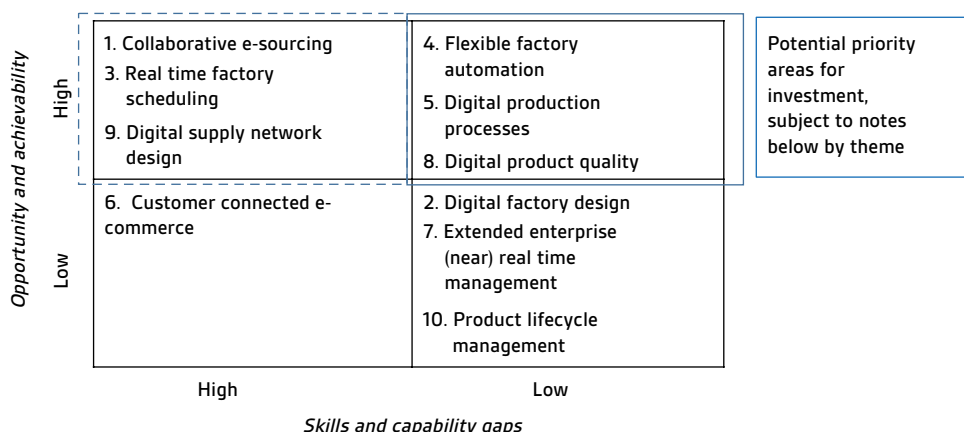 Opportunity and achievability
High
Low
1. Collaborative e-sourcing
3. Real time factory
scheduling
9. Digital supply network
design
4. Flexible factory
automation
5. Digital production
processes
8. Digital product quality
Potential priority
areas for
investment,
subject to notes
below by theme
6. Customer connected e-
commerce
2. Digital factory design
7. Extended enterprise
(near) real time
management
10. Product lifecycle
management
High
Low
Skills and capability gaps